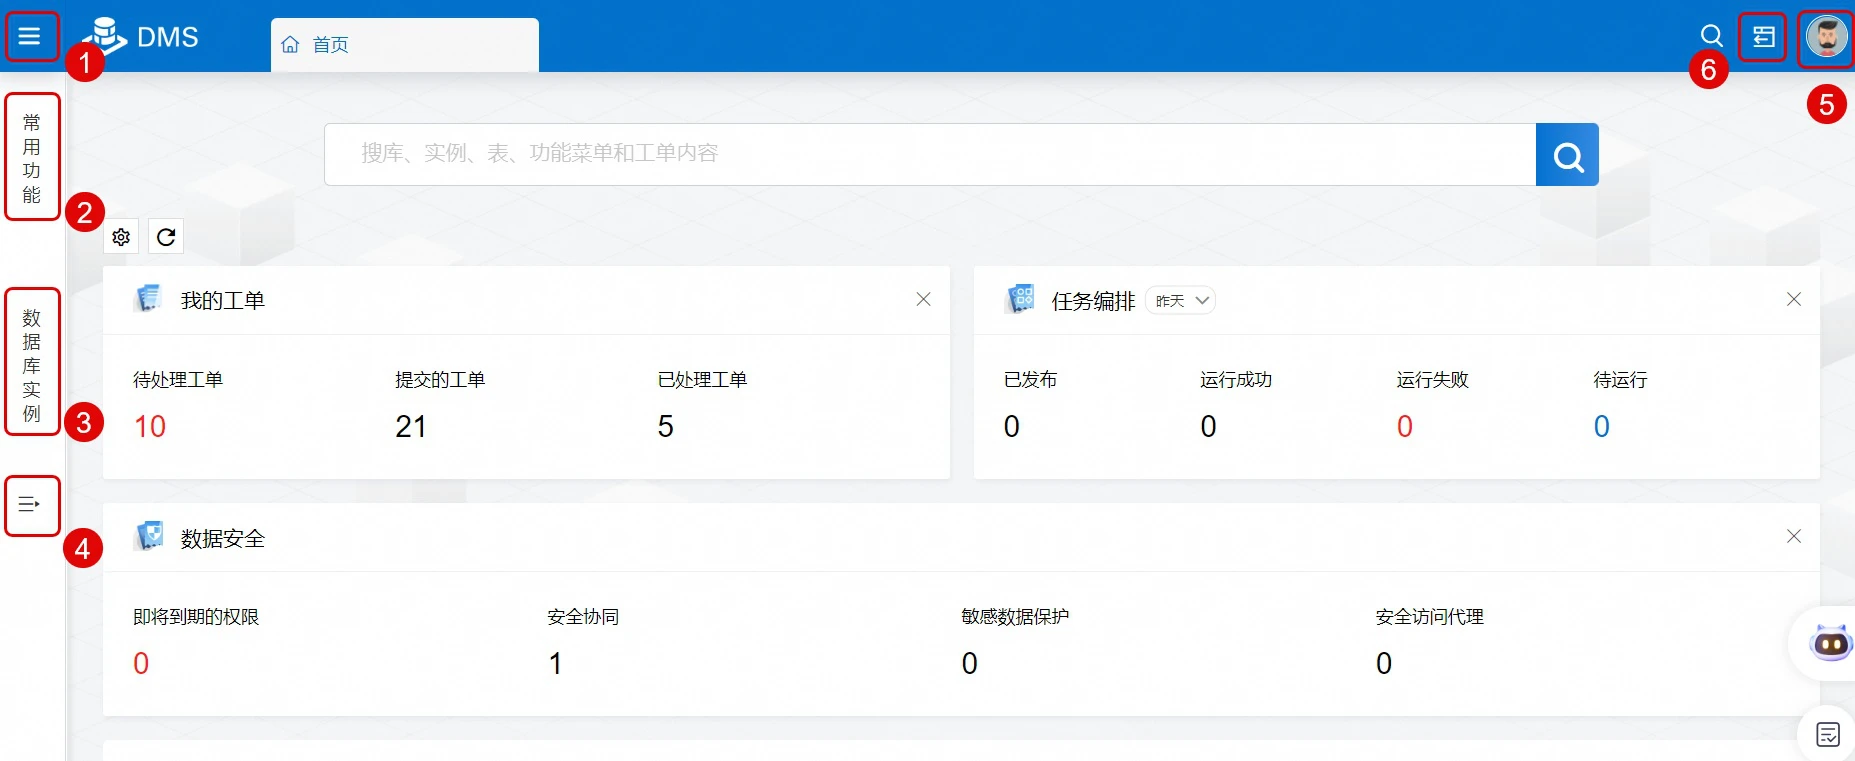 DMS
首页
1
6
5
常用功能
搜库、实例、表、功能菜单和工单内容
2
数据库实例
3
4
我的工单
待处理工单
提交的工单
已处理工单
10
21
5
任务编排
昨天
已发布
运行成功
运行失败
待运行
0
0
0
0
数据安全
即将到期的权限
安全协同
敏感数据保护
安全访问代理
0
1
0
0